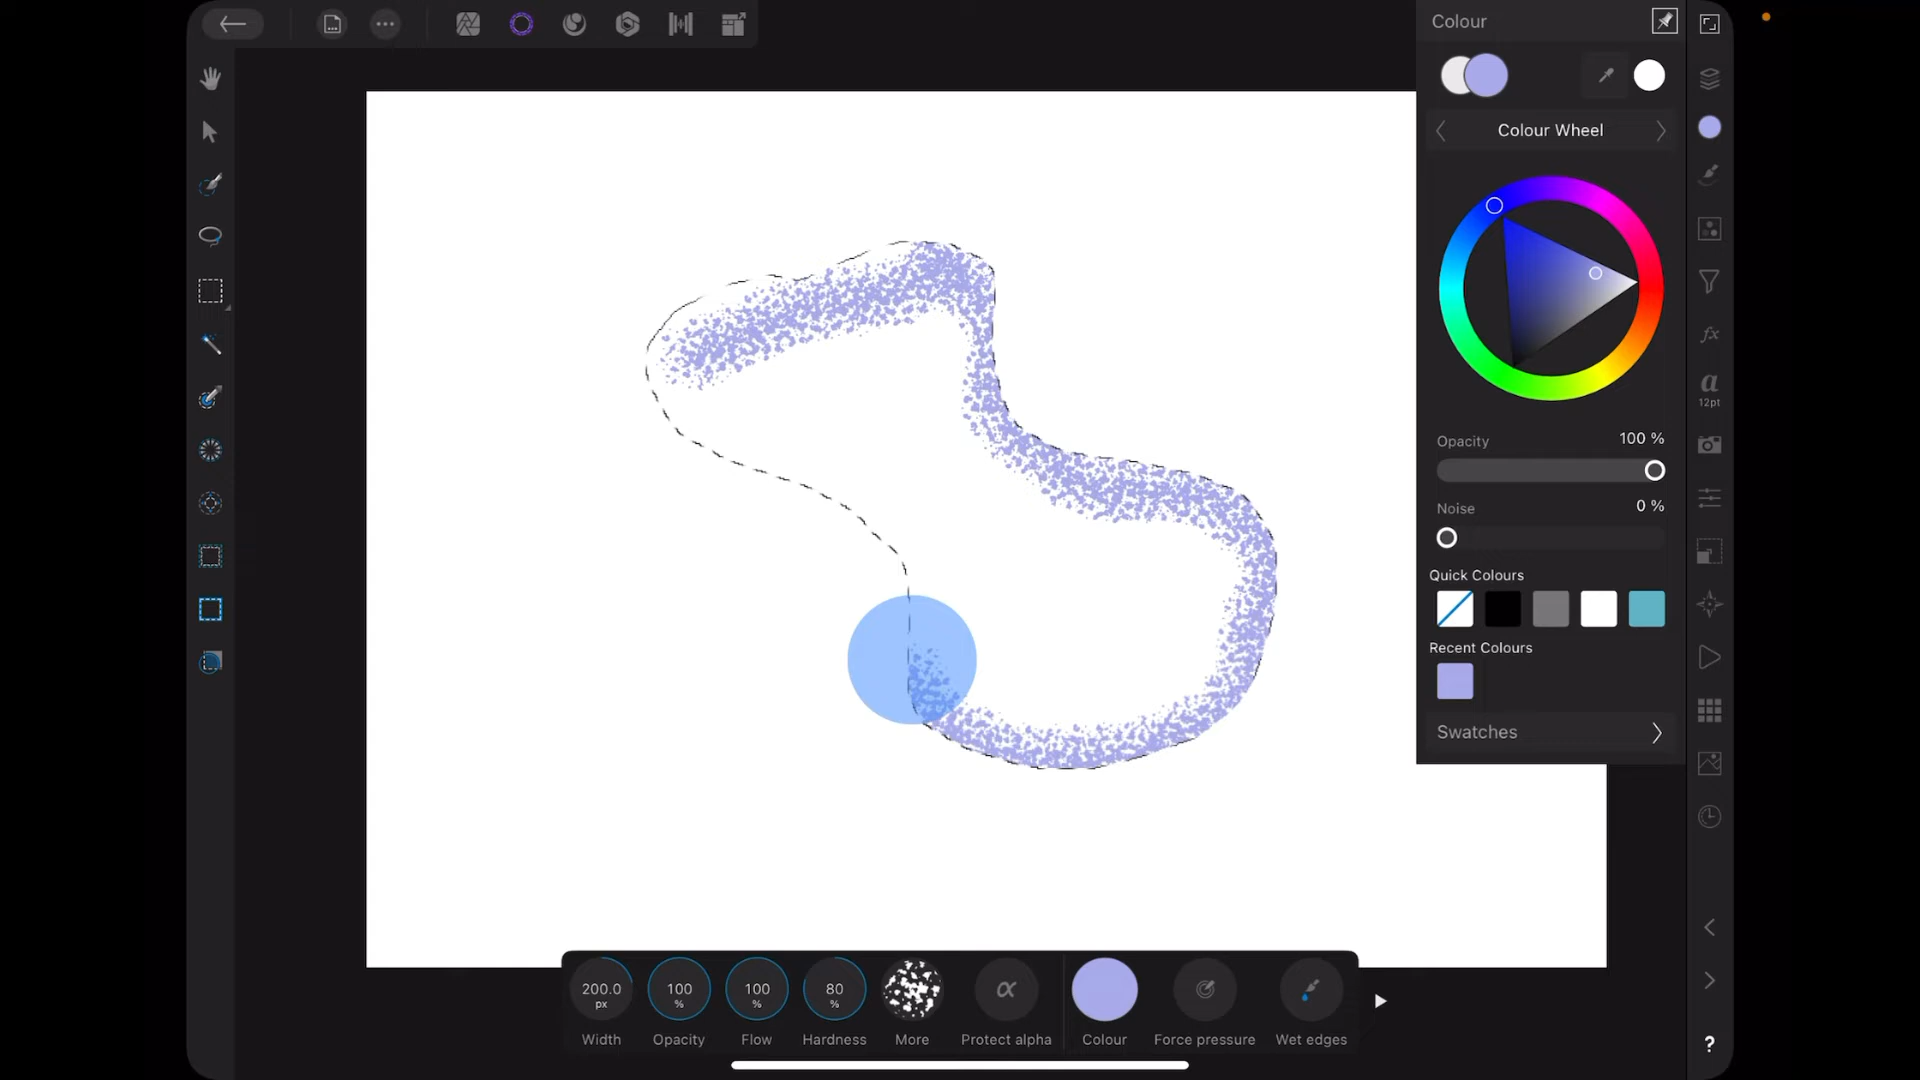 Colour
Colour Wheel
a
12pt
Opacity 100 %
Noise 0 %
Quick Colours
Recent Colours
Swatches
fx
200.0
px
Width
100
%
Opacity
100
%
Flow
80
%
Hardness
More
α
Protect alpha
Colour
Force pressure
Wet edges
?